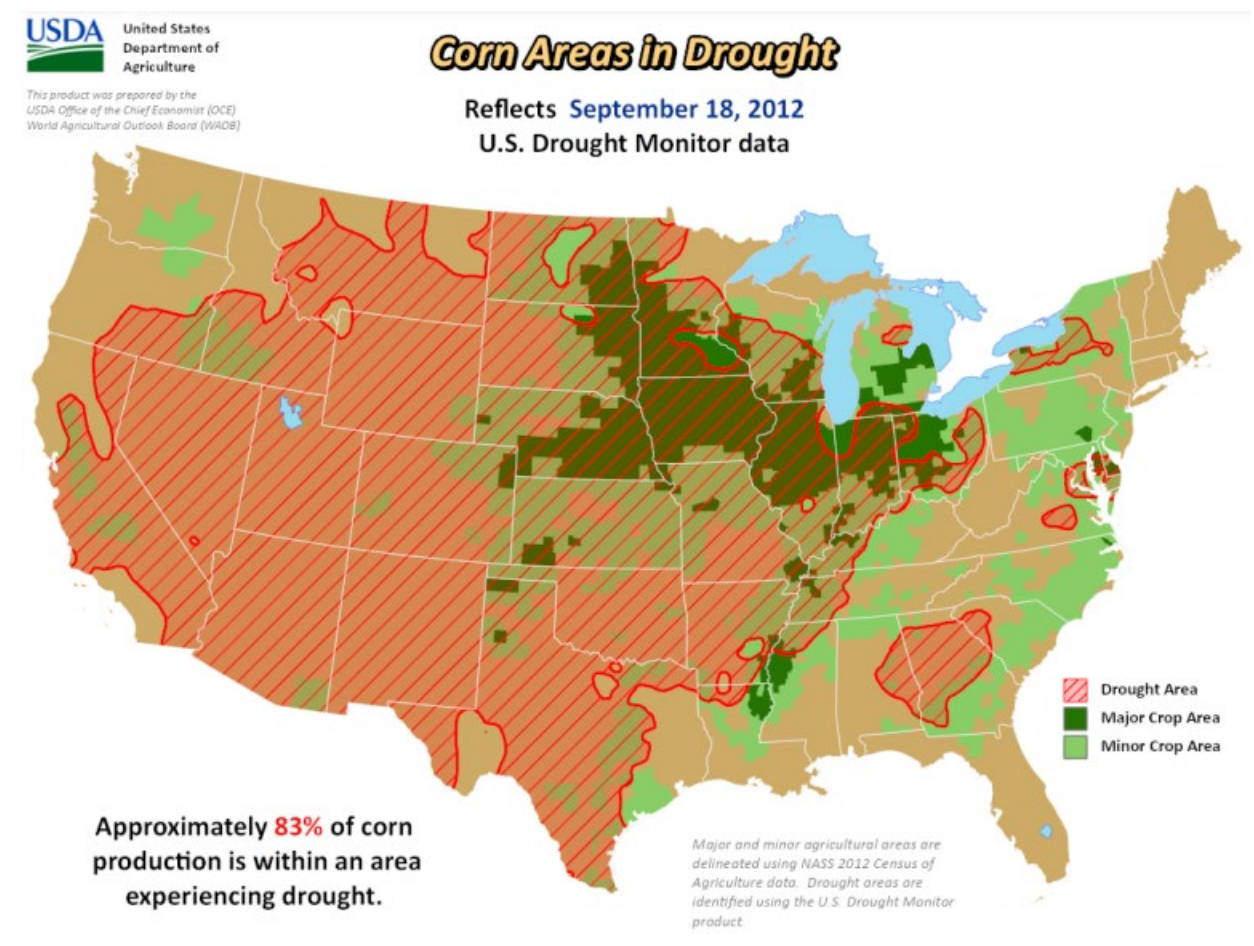 USDA
United States
Department of
Agriculture
This product was prepared by the
USDA Office of the Chief Economist (OCE)
World Agricultural Outlook Board (WAOB)
Corn Areas in Drought
Reflects September 18, 2012
U.S. Drought Monitor data
Drought Area
Major Crop Area
Minor Crop Area
Approximately 83% of corn
production is within an area
experiencing drought.
Major and minor agricultural areas are
delineated using NASS 2012 Census of
Agriculture data. Drought areas are
identified using the U.S. Drought Monitor
product.